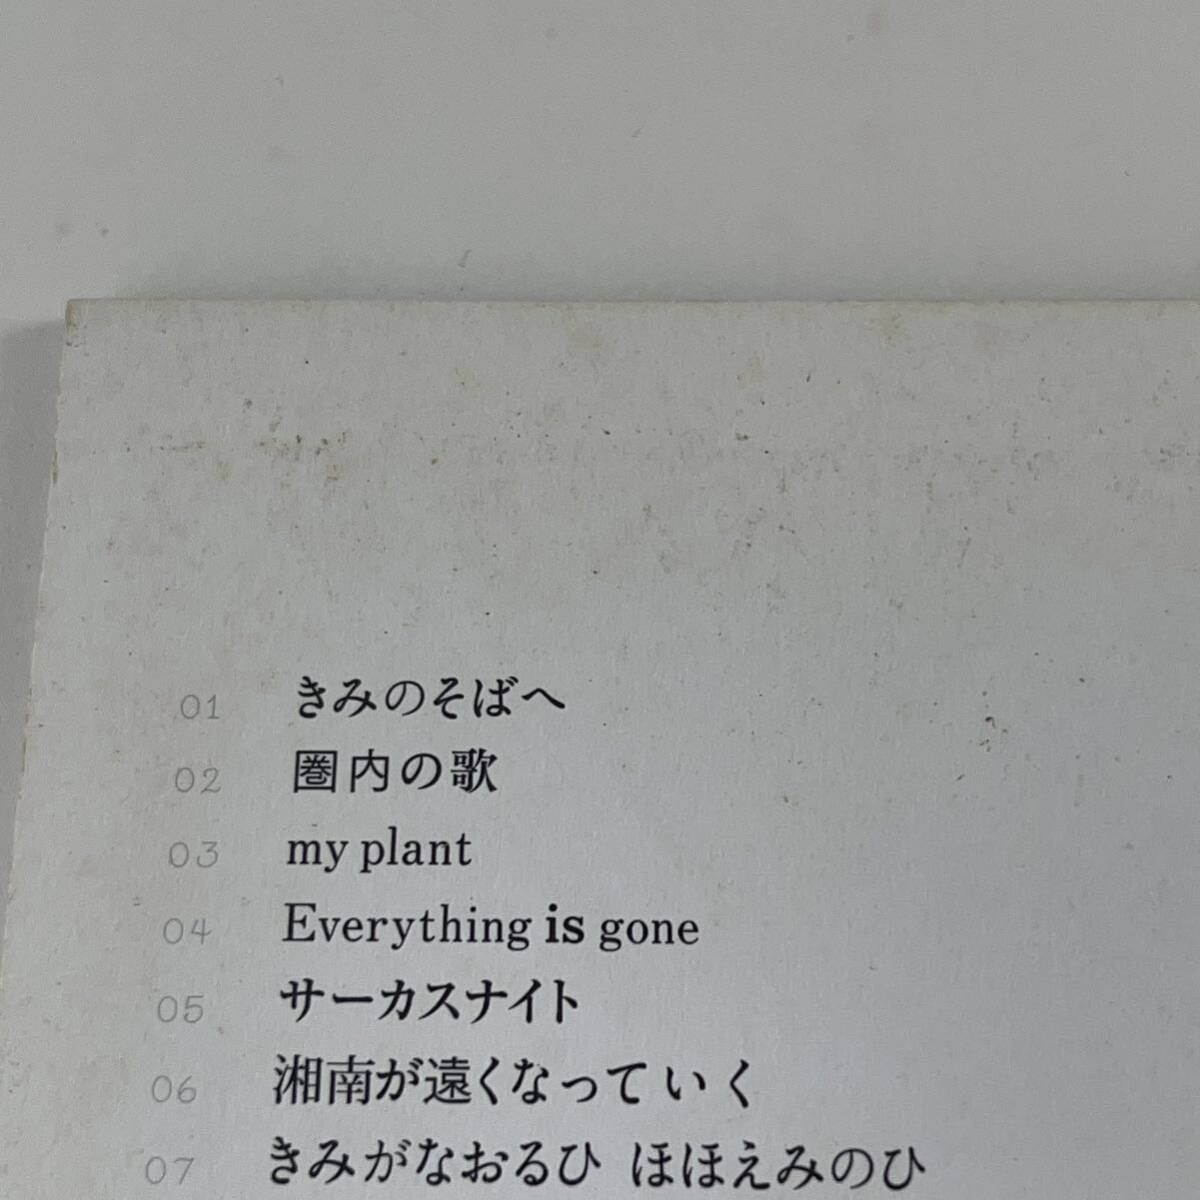 01 きみのそばへ
02 圏内の歌
03 my plant
04 Everything is gone
05 サーカスナイト
06 湘南が遠くなっていく
07 きみがなおるひ ほほえみのひ